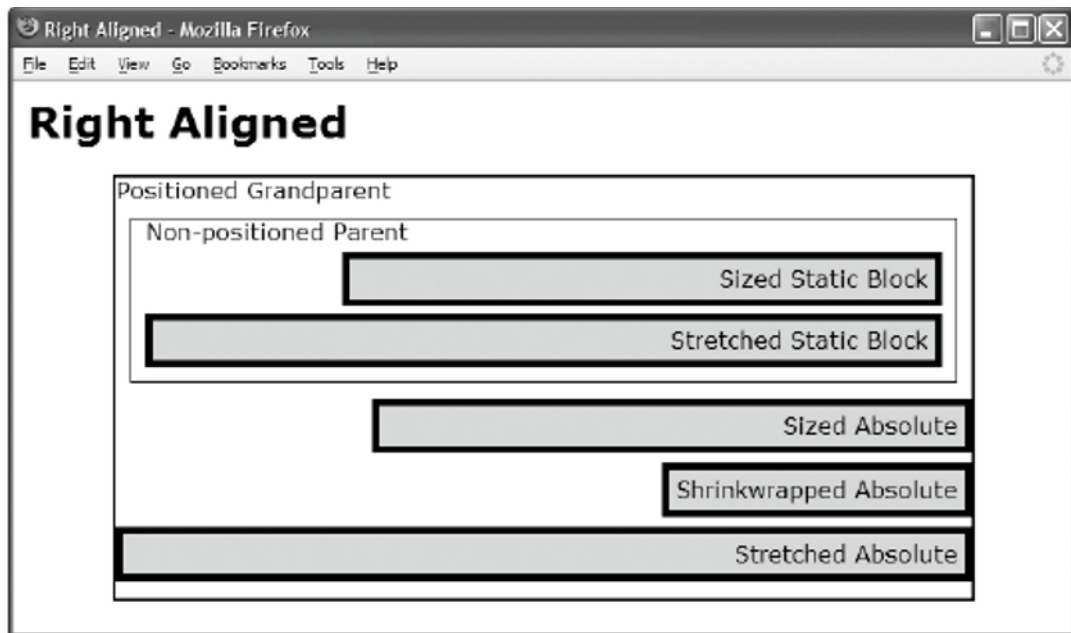 Right Aligned - Mozilla Firefox
File Edit View Go Bookmarks Tools Help
Right Aligned
Positioned Grandparent
Non-positioned Parent
Sized Static Block
Stretched Static Block
Sized Absolute
Shrinkwrapped Absolute
Stretched Absolute